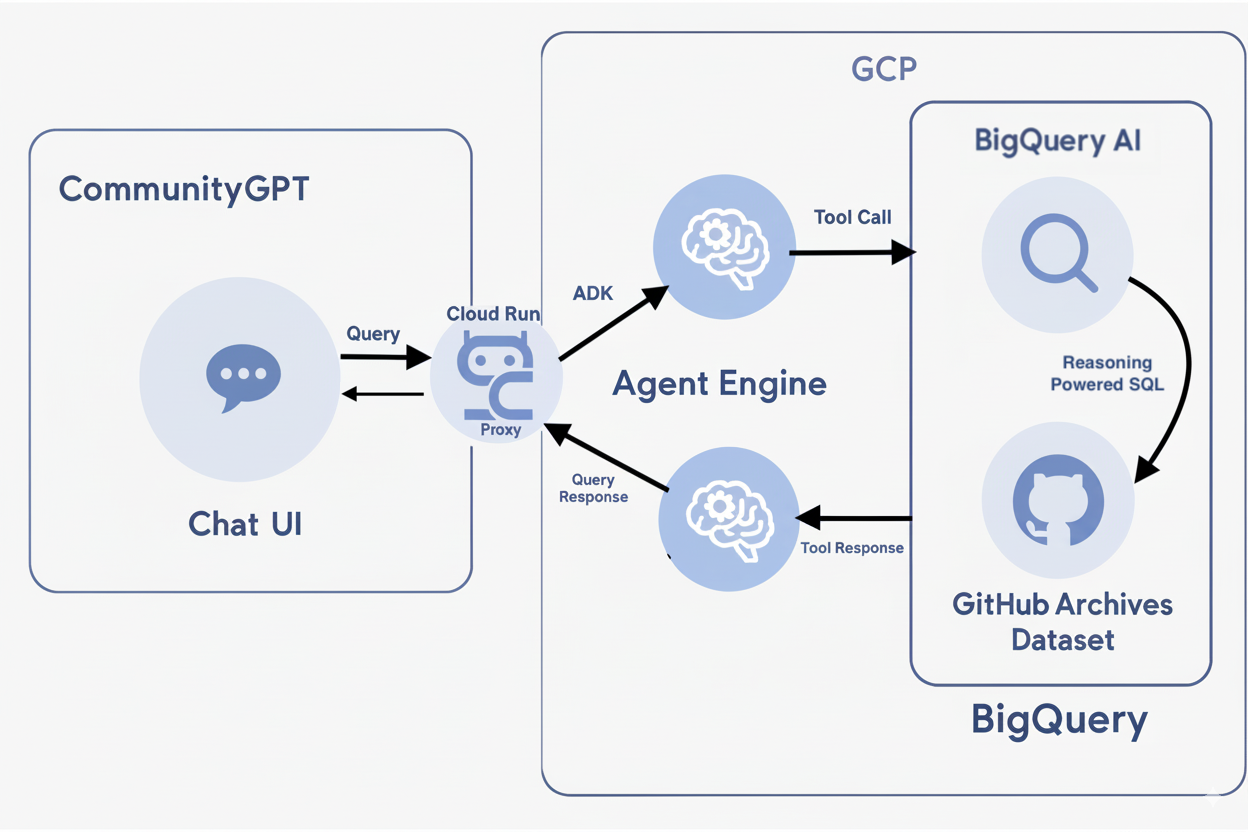 GCP
BigQuery AI
CommunityGPT
Tool Call
ADK
Cloud Run
Query
Reasoning
Powered SQL
Agent Engine
Proxy
Query
Response
Chat UI
Tool Response
GitHub Archives
Dataset
BigQuery